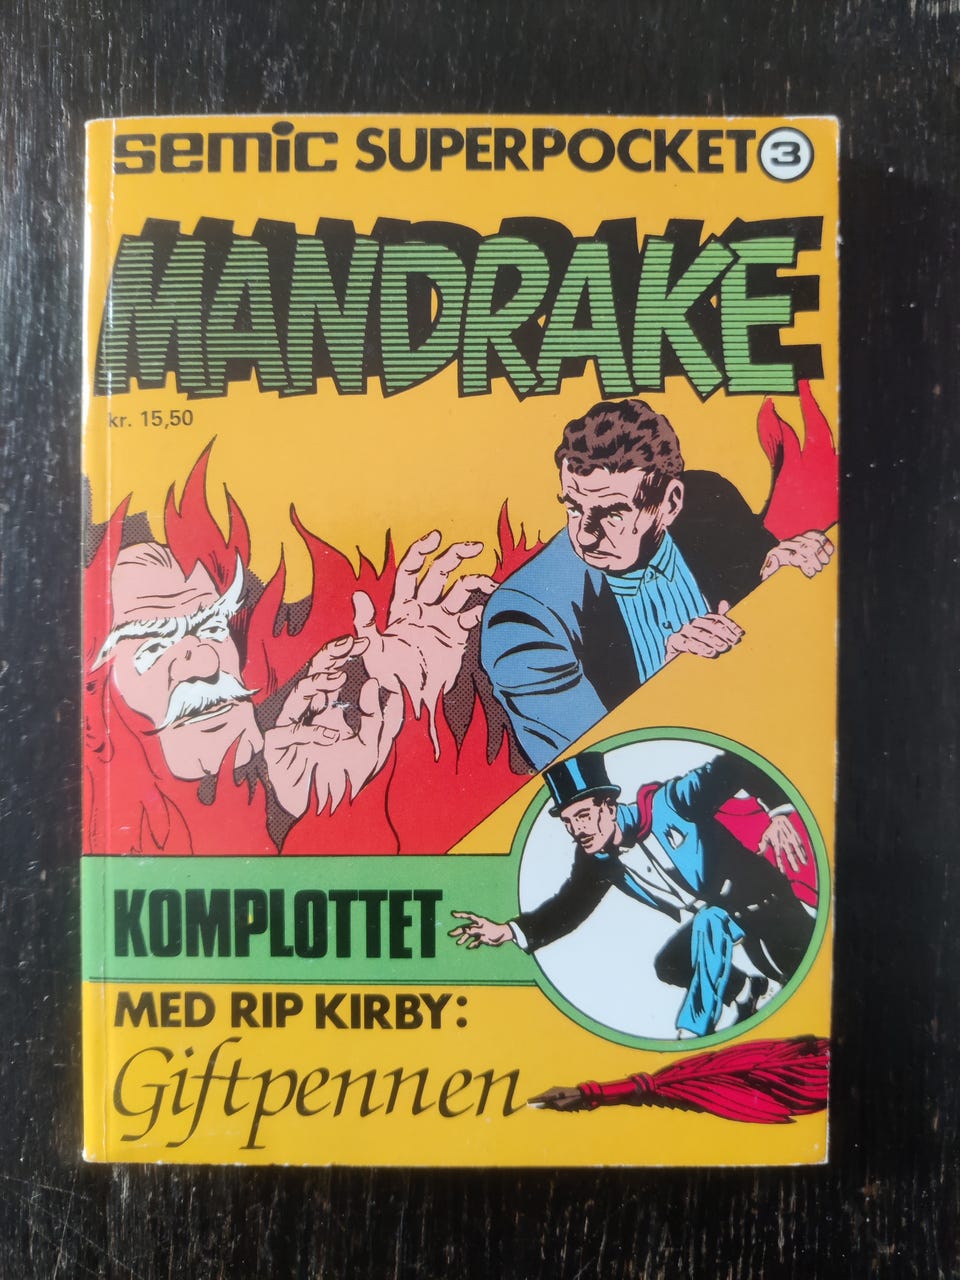 semic SUPERPOCKET 3
MANDRAKE
kr. 15,50
KOMPLOTTET
MED RIP KIRBY:
Giftpennen